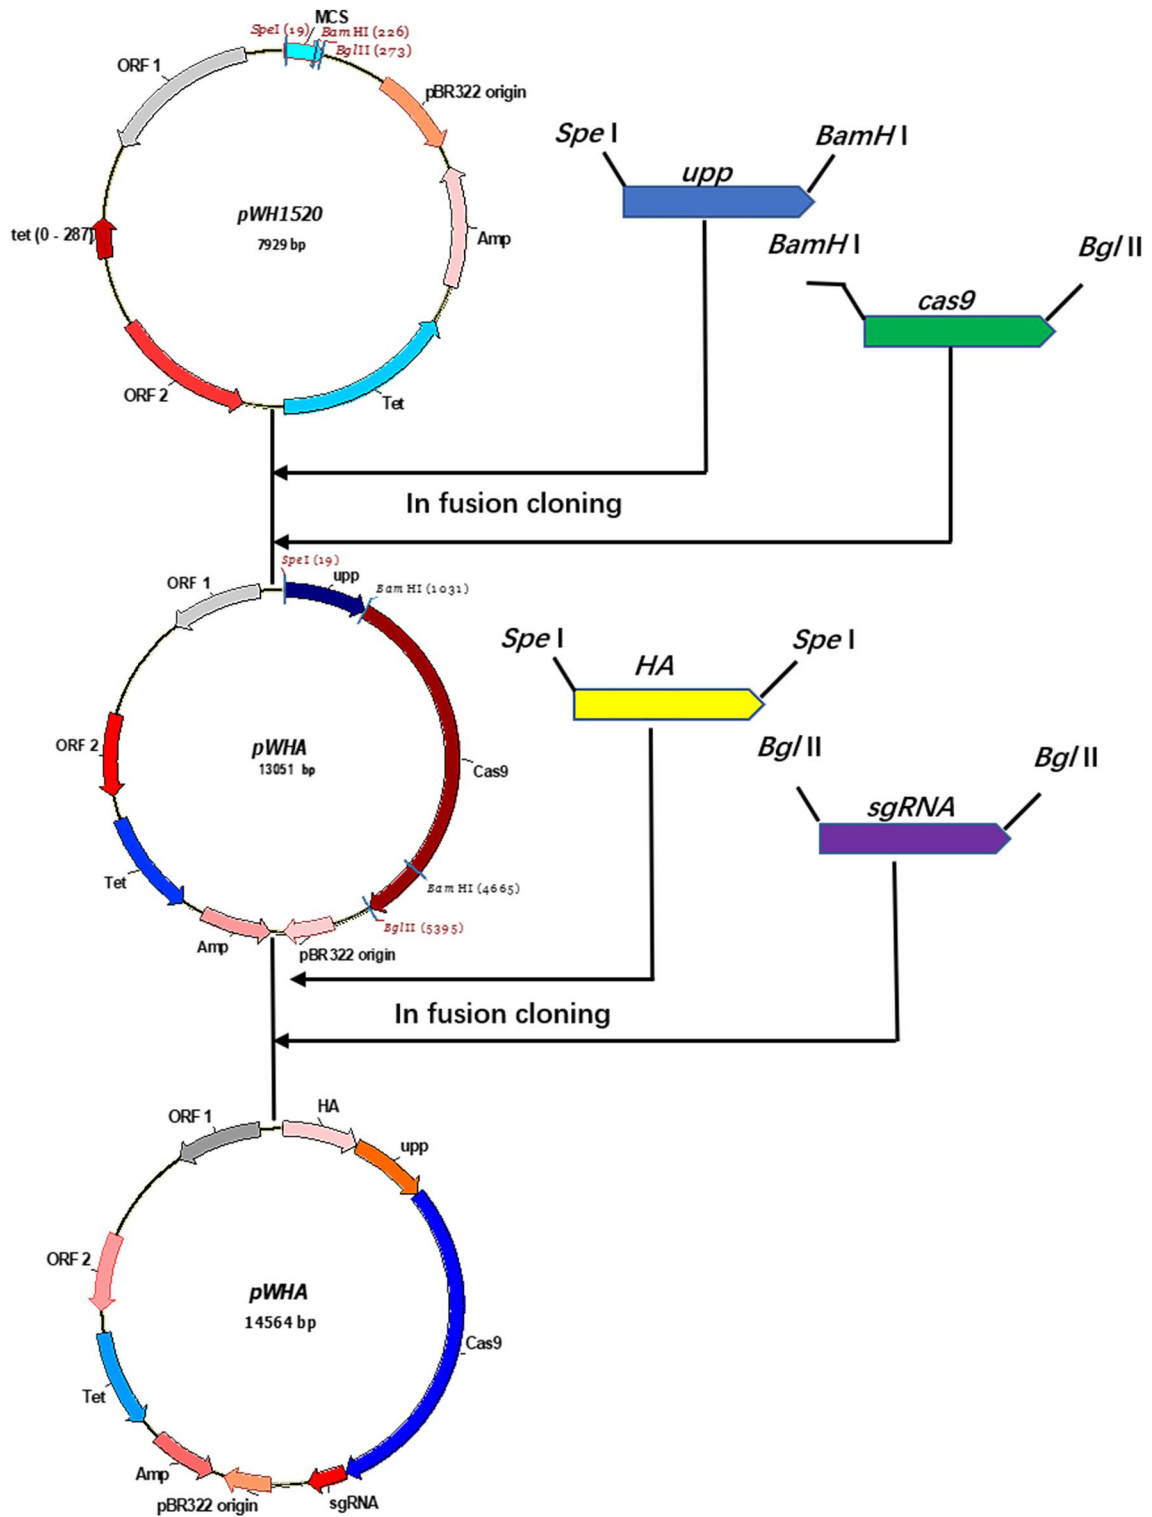 MCS
SpeI (19)
BamHI (226)
BglII (273)
ORF 1
pBR322 origin
pWH1520
7929 bp
tet (0 - 287)
Amp
ORF 2
Tet
Spe I
BamH I
upp
BamH I
Bgl II
cas9
In fusion cloning
SpeI (19)
ORF 1
upp
BamHI (1031)
ORF 2
pWHA
13051 bp
Cas9
Tet
BamHI (4665)
BglII (5395)
Amp
pBR322 origin
Spe I
Spe I
HA
Bgl II
Bgl II
sgRNA
In fusion cloning
HA
ORF 1
upp
ORF 2
pWHA
14564 bp
Cas9
Tet
Amp
pBR322 origin
sgRNA